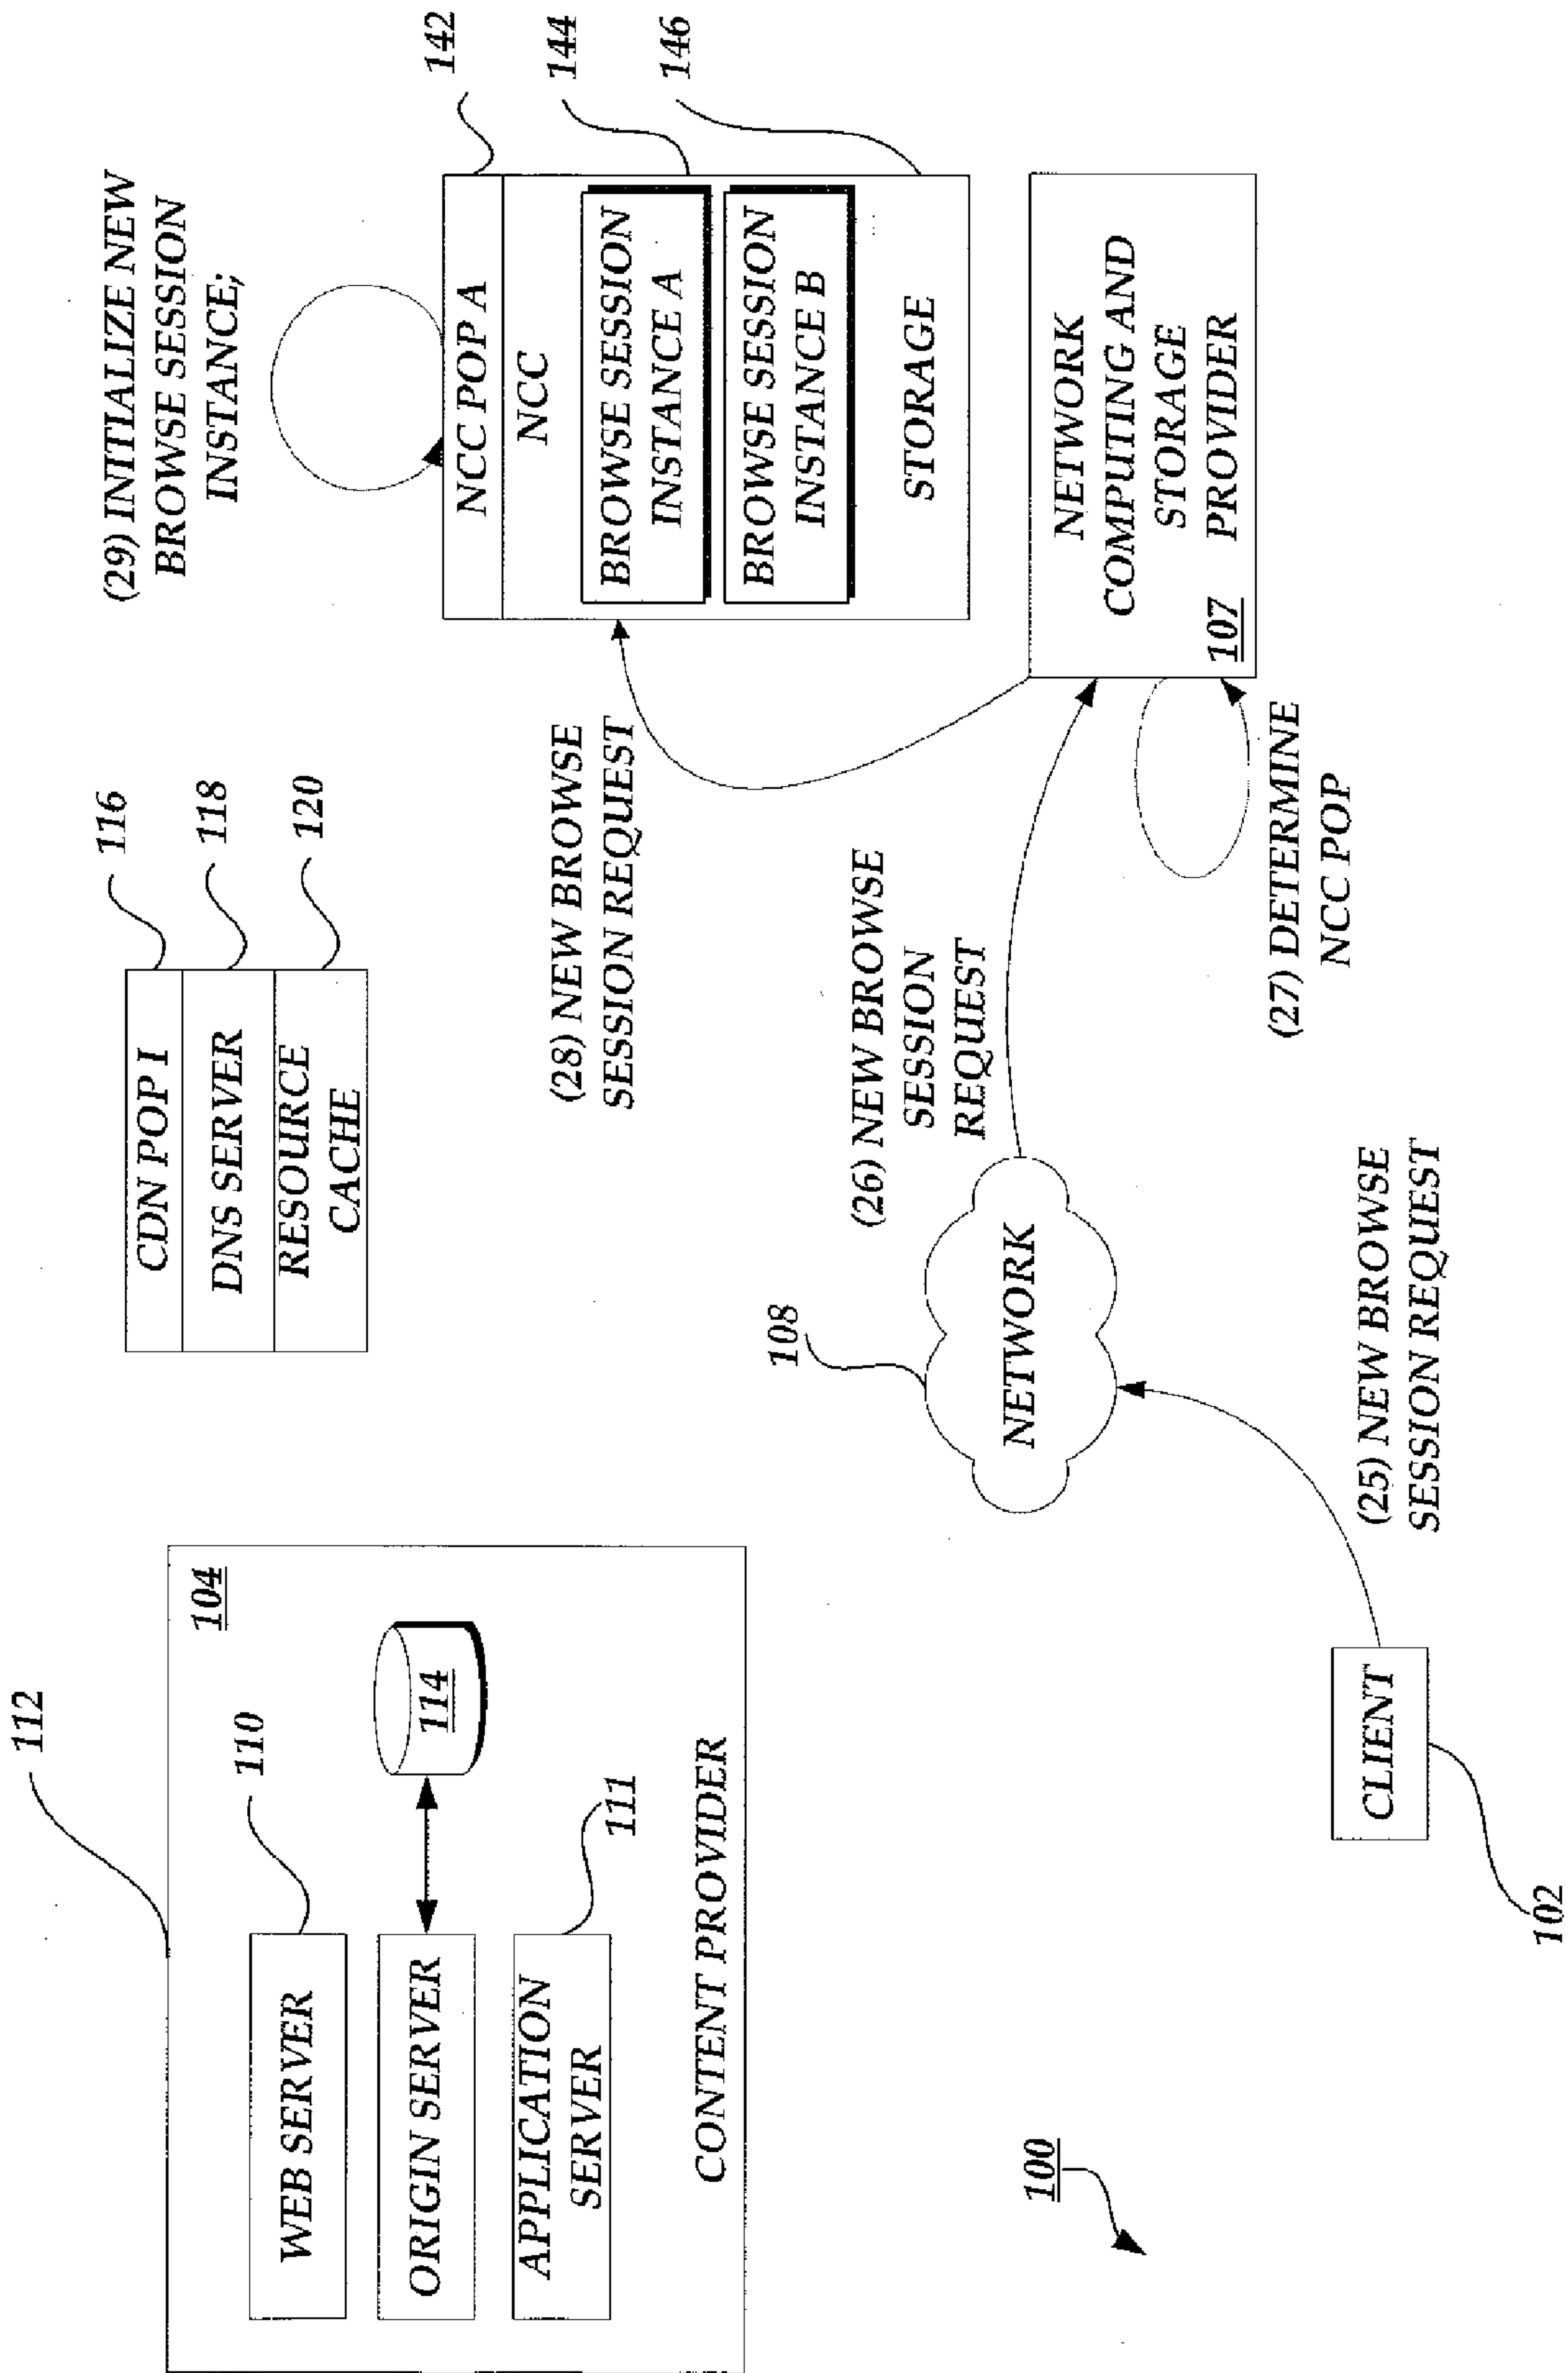 112
104
110
WEB SERVER
ORIGIN SERVER
114
APPLICATION
SERVER
111
CONTENT PROVIDER
116
CDN POP I
118
DNS SERVER
120
RESOURCE
CACHE
(29) INITIALIZE NEW
BROWSE SESSION
INSTANCE;
142
NCC POP A
NCC
144
BROWSE SESSION
INSTANCE A
146
BROWSE SESSION
INSTANCE B
STORAGE
(28) NEW BROWSE
SESSION REQUEST
108
NETWORK
(26) NEW BROWSE
SESSION
REQUEST
NETWORK
COMPUTING AND
STORAGE
PROVIDER
107
(27) DETERMINE
NCC POP
(25) NEW BROWSE
SESSION REQUEST
CLIENT
102
100